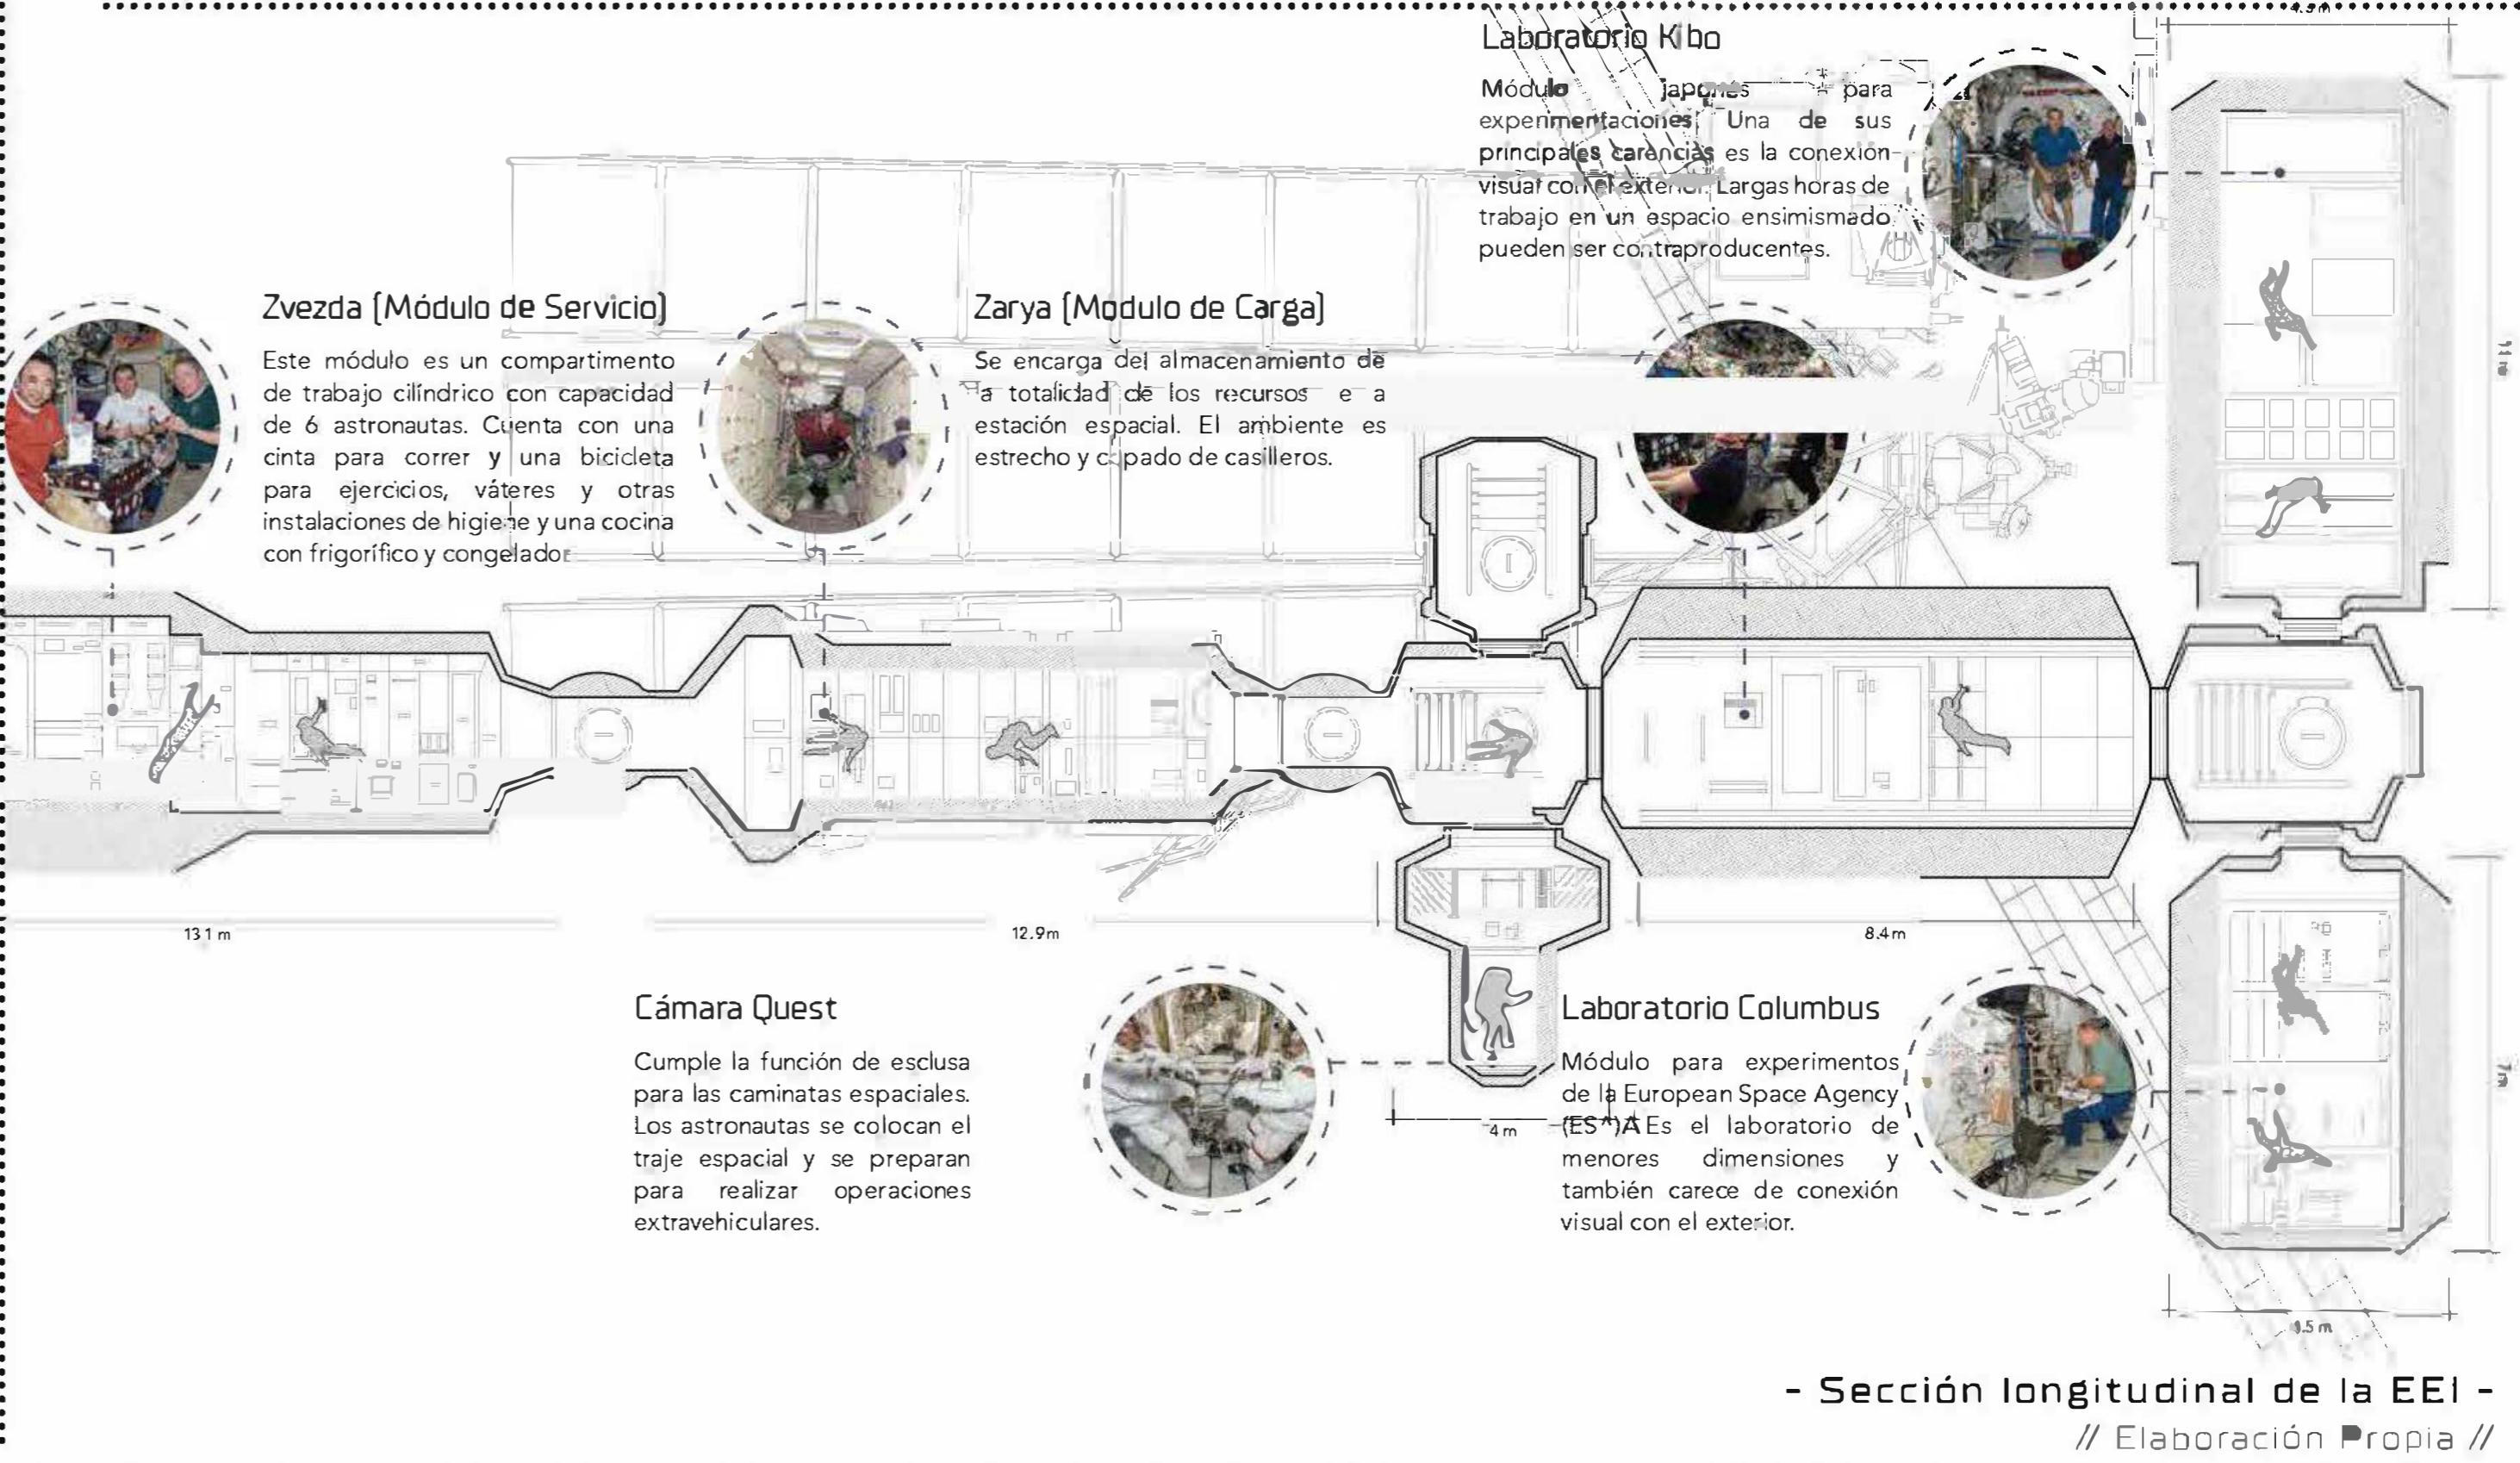 Laboratorio Kibo
Módulo japonés para
experimentaciones. Una de sus
principales carencias es la conexión
visual con el exterior. Largas horas de
trabajo en un espacio ensimismado
pueden ser contraproducentes.
Zvezda (Módulo de Servicio)
Este módulo es un compartimento
de trabajo cilíndrico con capacidad
de 6 astronautas. Cuenta con una
cinta para correr y una bicicleta
para ejercicios, váteres y otras
instalaciones de higiene y una cocina
con frigorífico y congelador
Zarya (Modulo de Carga)
Se encarga del almacenamiento de
la totalidad de los recursos e a
estación espacial. El ambiente es
estrecho y copado de casilleros.
11 m
131 m
12.9m
8.4m
Cámara Quest
Cumple la función de esclusa
para las caminatas espaciales.
Los astronautas se colocan el
traje espacial y se preparan
para realizar operaciones
extravehiculares.
4 m
Laboratorio Columbus
Módulo para experimentos
de la European Space Agency
Es el laboratorio de
menores dimensiones y
también carece de conexión
visual con el exterior.
7 m
- Sección longitudinal de la EEI -
// Elaboración Propia //